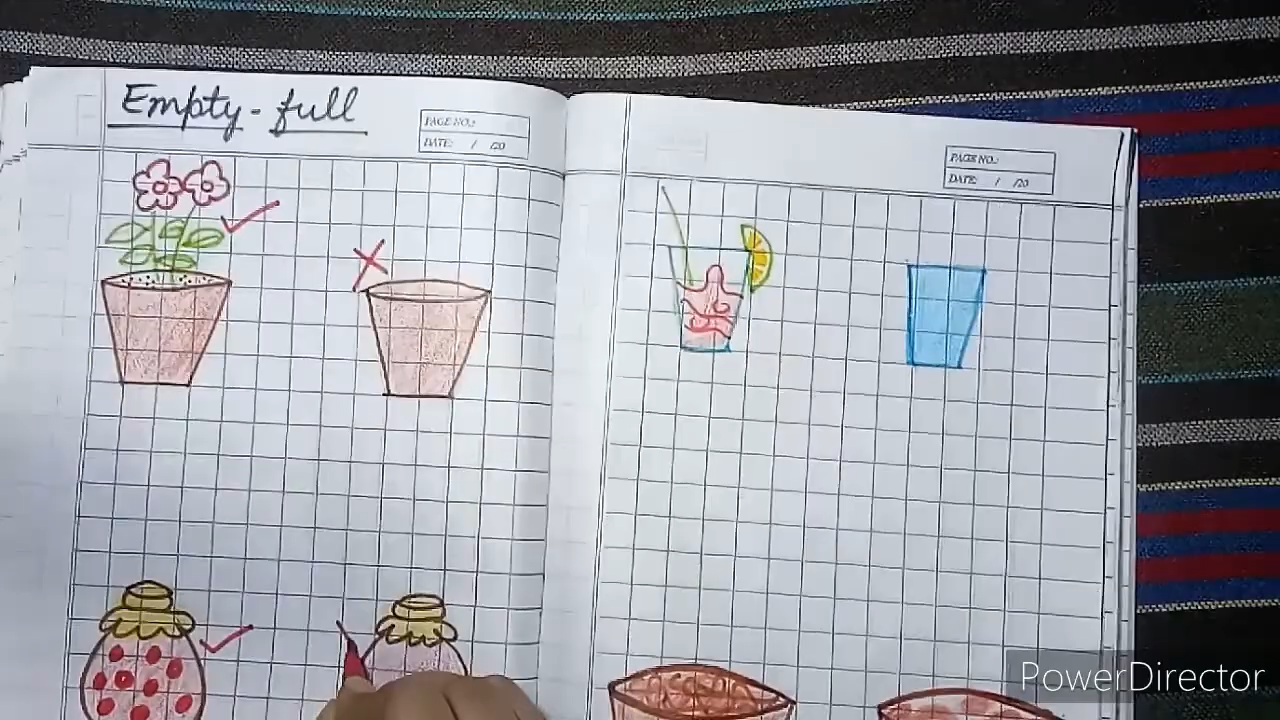 Empty - full
PAGE NO.:
DATE: / /20
PAGE NO.:
DATE: / /20
PowerDirector